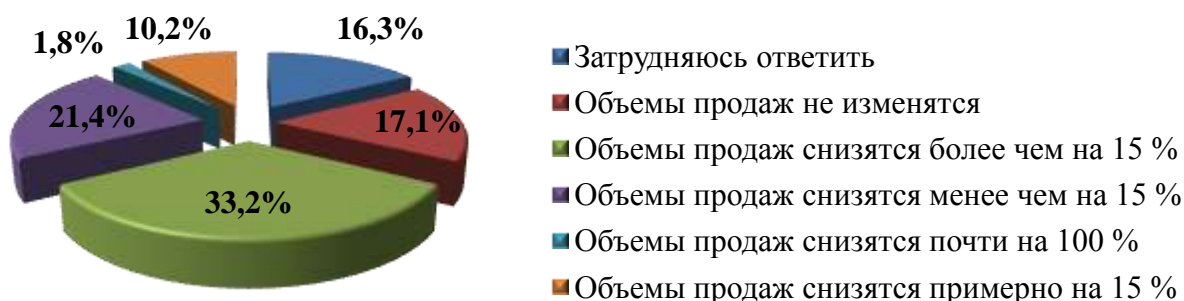 10,2%
16,3%
1,8%
21,4%
17,1%
33,2%
Затрудняюсь ответить
Объемы продаж не изменятся
Объемы продаж снизятся более чем на 15 %
Объемы продаж снизятся менее чем на 15 %
Объемы продаж снизятся почти на 100 %
Объемы продаж снизятся примерно на 15 %